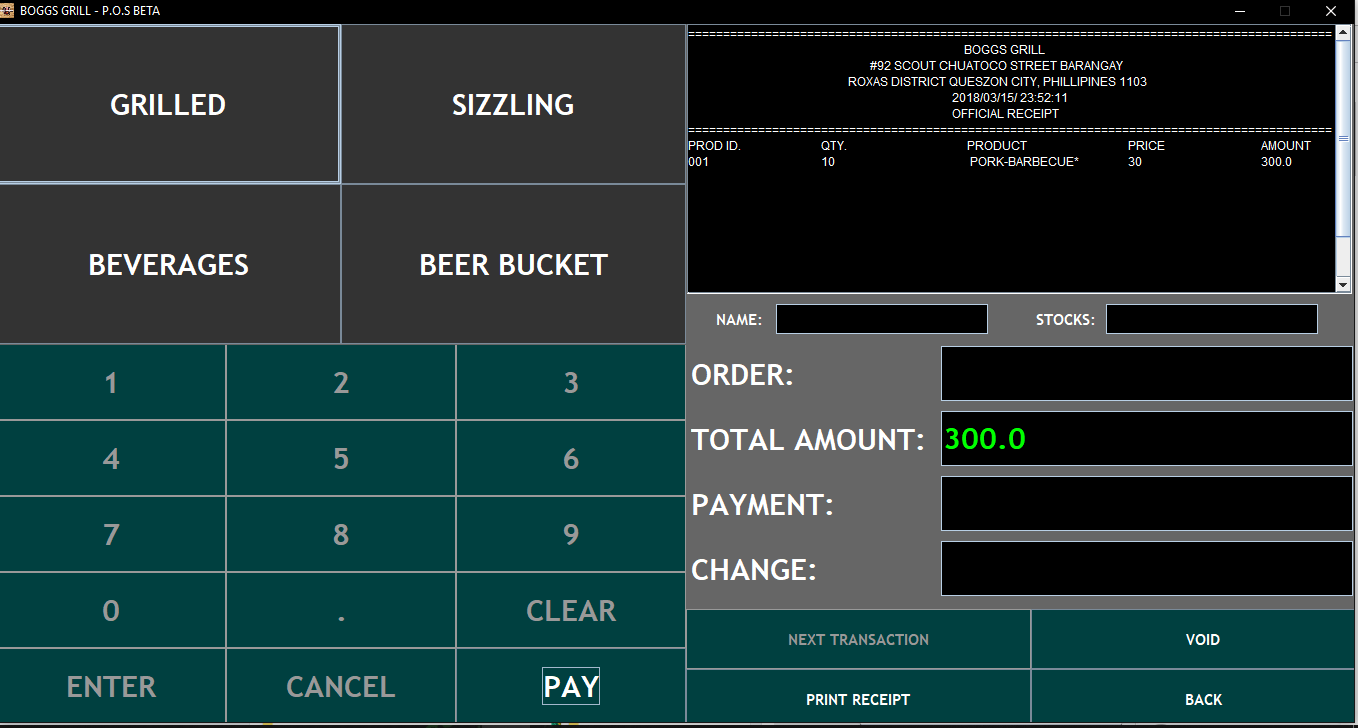 BOGGS GRILL - P.O.S BETA
GRILLED
SIZZLING
BEVERAGES
BEER BUCKET
1 2 3
4 5 6
7 8 9
0 . CLEAR
ENTER CANCEL PAY
BOGGS GRILL
#92 SCOUT CHUATOCO STREET BARANGAY
ROXAS DISTRICT QUESZON CITY, PHILLIPINES 1103
2018/03/15/ 23:52:11
OFFICIAL RECEIPT
PROD ID. QTY. PRODUCT PRICE AMOUNT
001 10 PORK-BARBECUE* 30 300.0
NAME: STOCKS:
ORDER:
TOTAL AMOUNT: 300.0
PAYMENT:
CHANGE:
NEXT TRANSACTION VOID
PRINT RECEIPT BACK